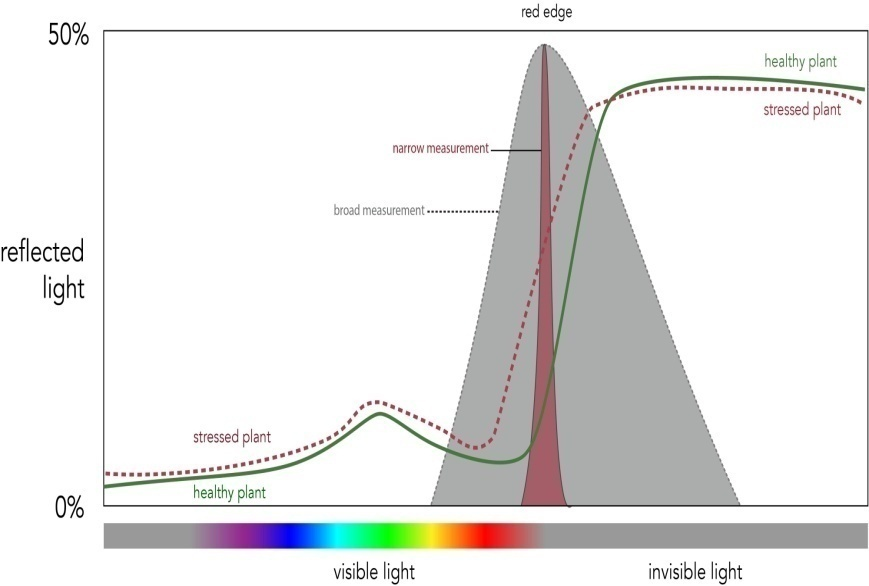 red edge
50%
healthy plant
stressed plant
narrow measurement
broad measurement
reflected
light
stressed plant
healthy plant
0%
visible light
invisible light